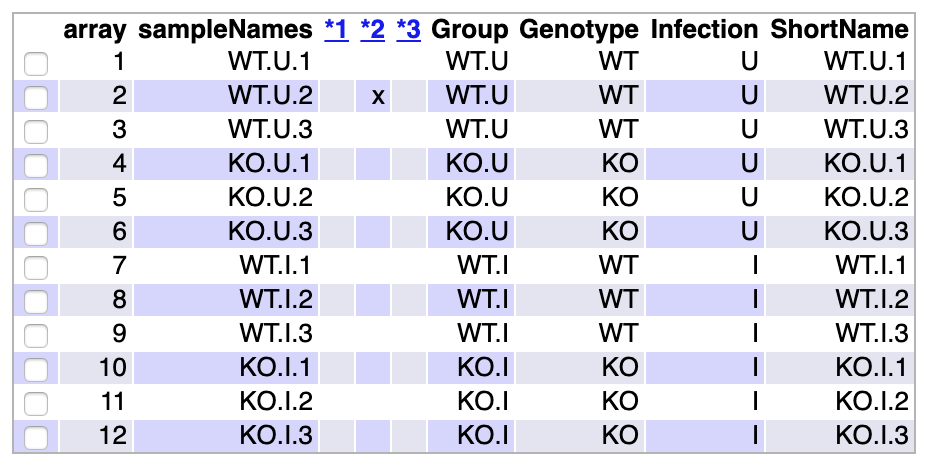 array sampleNames *1 *2 *3 Group Genotype Infection ShortName
1 WT.U.1 WT.U WT U WT.U.1
2 WT.U.2 x WT.U WT U WT.U.2
3 WT.U.3 WT.U WT U WT.U.3
4 KO.U.1 KO.U KO U KO.U.1
5 KO.U.2 KO.U KO U KO.U.2
6 KO.U.3 KO.U KO U KO.U.3
7 WT.I.1 WT.I WT I WT.I.1
8 WT.I.2 WT.I WT I WT.I.2
9 WT.I.3 WT.I WT I WT.I.3
10 KO.I.1 KO.I KO I KO.I.1
11 KO.I.2 KO.I KO I KO.I.2
12 KO.I.3 KO.I KO I KO.I.3